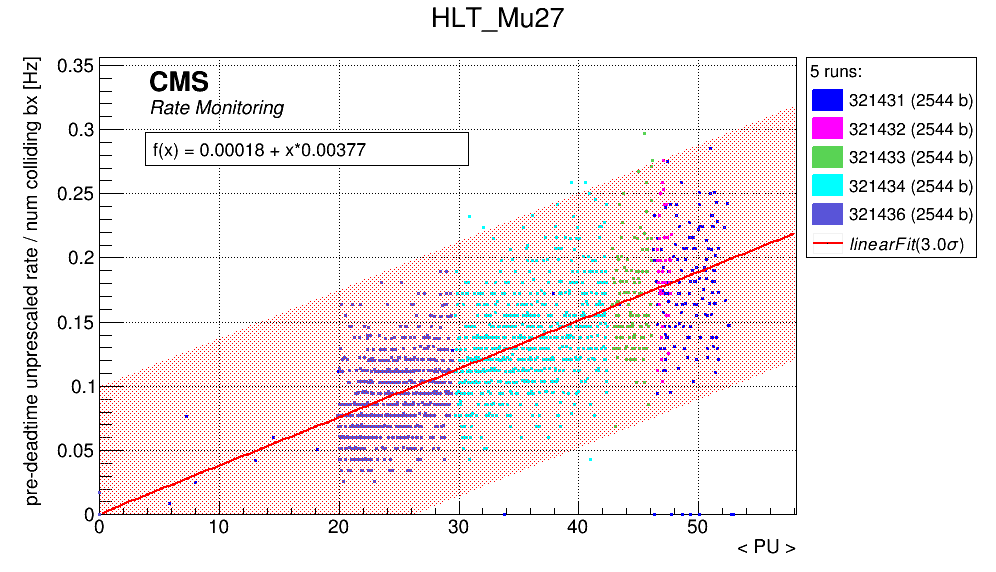 HLT_Mu27
pre-deadtime unprescaled rate / num colliding bx [Hz]
0.35
0.3
0.25
0.2
0.15
0.1
0.05
0
CMS
Rate Monitoring
f(x) = 0.00018 + x*0.00377
0 10 20 30 40 50
< PU >
5 runs:
321431 (2544 b)
321432 (2544 b)
321433 (2544 b)
321434 (2544 b)
321436 (2544 b)
linearFit(3.0σ)